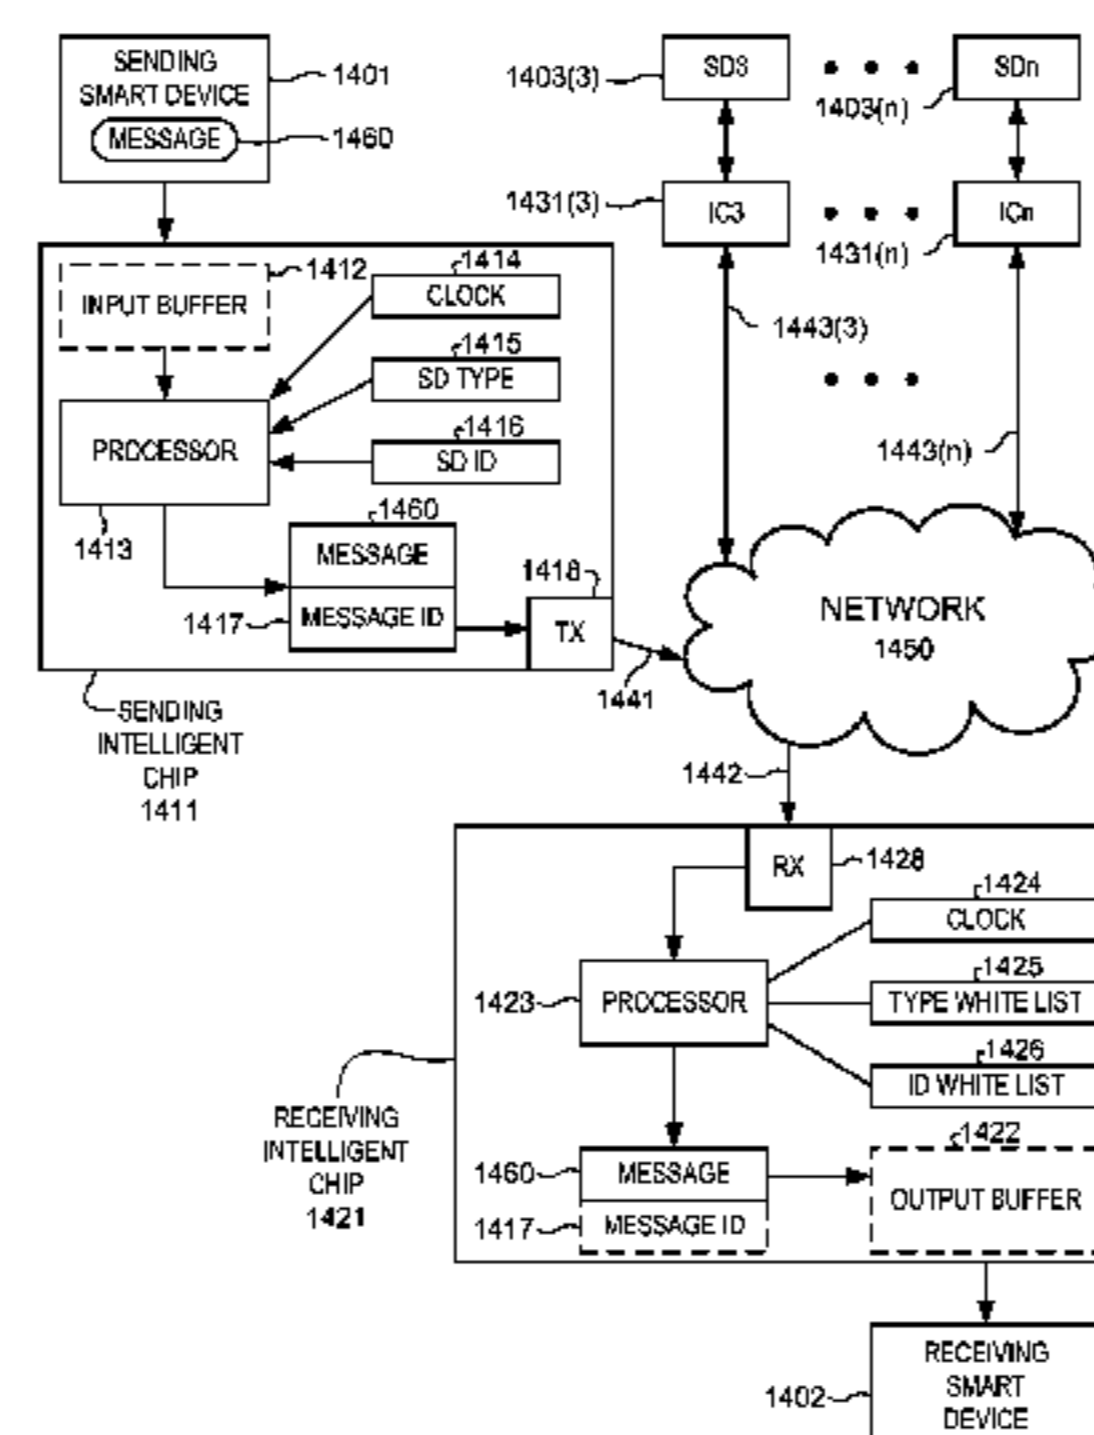 SENDING
SMART DEVICE
1401
MESSAGE
1460
1403(3)
SD3
SDn
1403(n)
1431(3)
IC3
ICn
1431(n)
1412
INPUT BUFFER
1414
CLOCK
1415
SD TYPE
1416
SD ID
PROCESSOR
1413
1443(3)
1443(n)
1460
MESSAGE
1417
MESSAGE ID
1418
TX
1441
NETWORK
1450
SENDING
INTELLIGENT
CHIP
1411
1442
RX
1428
1424
CLOCK
1423
PROCESSOR
1425
TYPE WHITE LIST
1426
ID WHITE LIST
RECEIVING
INTELLIGENT
CHIP
1421
1460
MESSAGE
1417
MESSAGE ID
1422
OUTPUT BUFFER
1402
RECEIVING
SMART
DEVICE